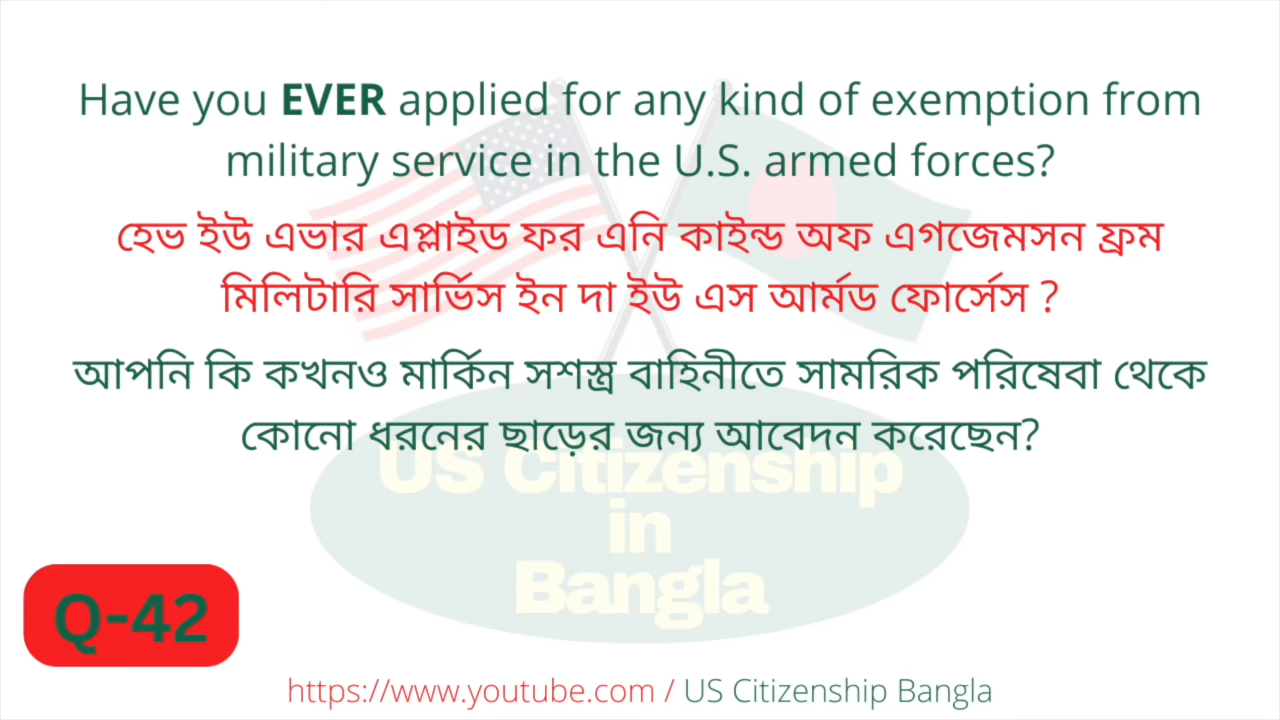 Have you EVER applied for any kind of exemption from
military service in the U.S. armed forces?
হেভ ইউ এভার এপ্লাইড ফর এনি কাইন্ড অফ এগজেমসন ফ্রম
মিলিটারি সার্ভিস ইন দা ইউ এস আর্মড ফোর্সেস ?
আপনি কি কখনও মার্কিন সশস্ত্র বাহিনীতে সামরিক পরিষেবা থেকে
কোনো ধরনের ছাড়ের জন্য আবেদন করেছেন?
US Citizenship
in
Bangla
Q-42
https://www.youtube.com / US Citizenship Bangla